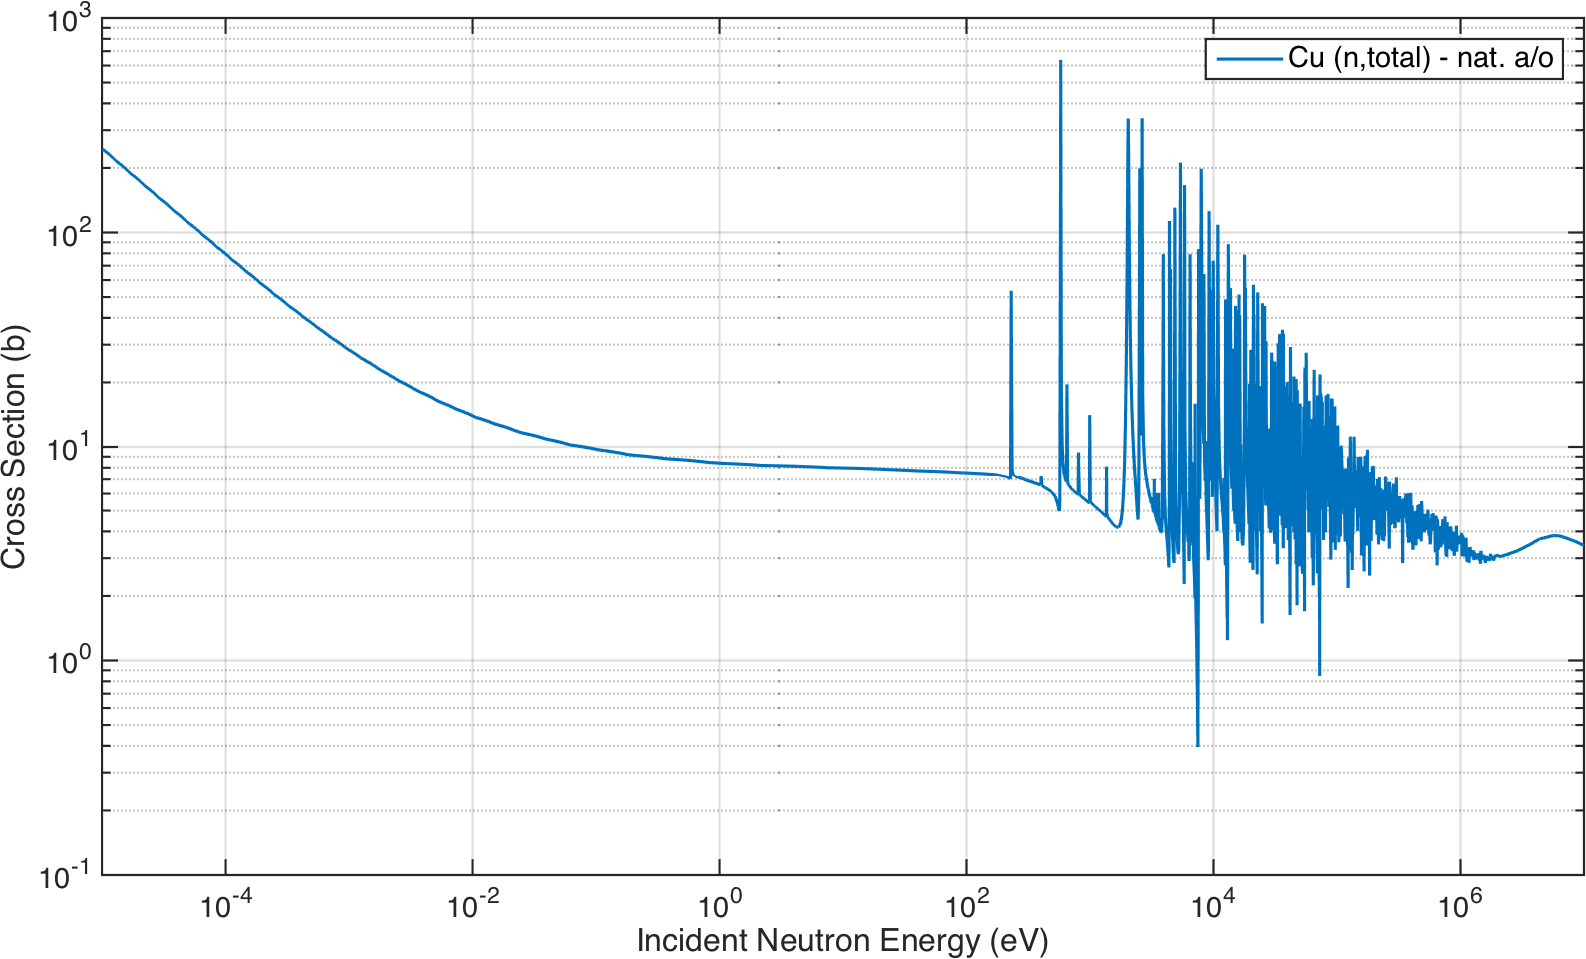 10^3
Cu (n,total) - nat. a/o
10^2
10^1
10^0
10^-1
Cross Section (b)
10^-4 10^-2 10^0 10^2 10^4 10^6
Incident Neutron Energy (eV)